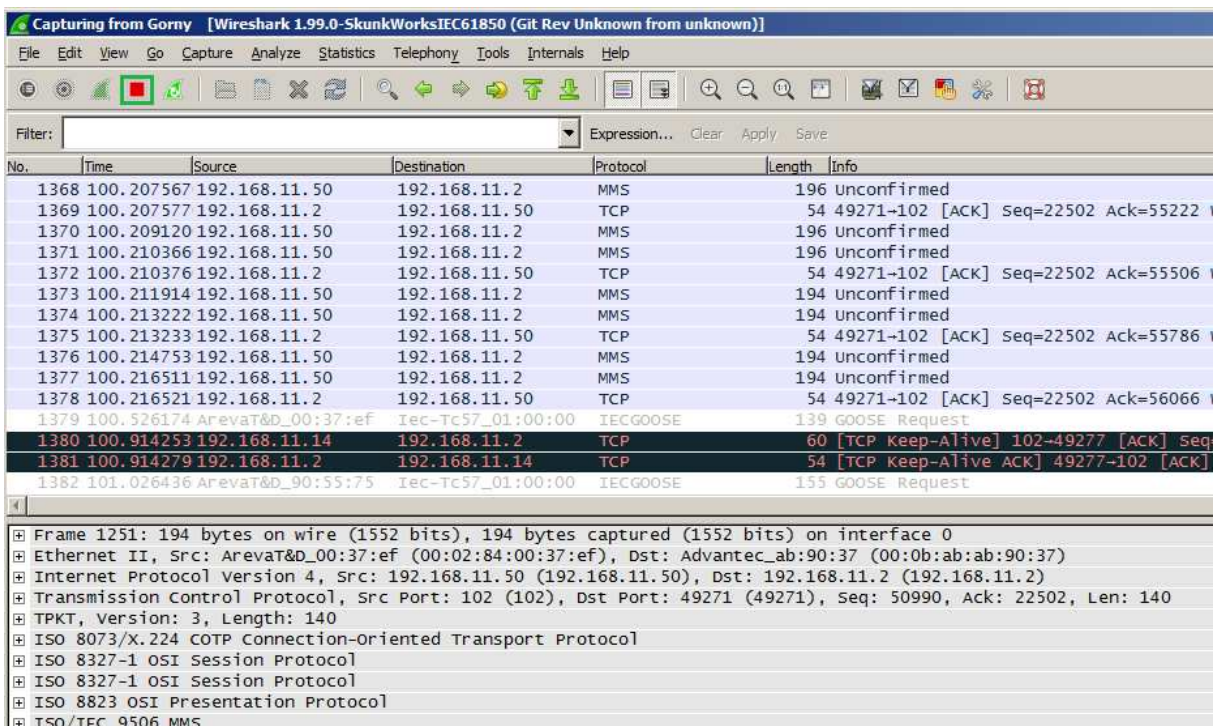 Capturing from Gorny [Wireshark 1.99.0-SkunkWorksIEC61850 (Git Rev Unknown from unknown)]
File Edit View Go Capture Analyze Statistics Telephony Tools Internals Help
Filter: Expression... Clear Apply Save
No. Time Source Destination Protocol Length Info
1368 100.207567 192.168.11.50 192.168.11.2 MMS 196 Unconfirmed
1369 100.207577 192.168.11.2 192.168.11.50 TCP 54 49271→102 [ACK] Seq=22502 Ack=55222
1370 100.209120 192.168.11.50 192.168.11.2 MMS 196 Unconfirmed
1371 100.210366 192.168.11.50 192.168.11.2 MMS 196 Unconfirmed
1372 100.210376 192.168.11.2 192.168.11.50 TCP 54 49271→102 [ACK] Seq=22502 Ack=55506
1373 100.211914 192.168.11.50 192.168.11.2 MMS 194 Unconfirmed
1374 100.213222 192.168.11.50 192.168.11.2 MMS 194 Unconfirmed
1375 100.213233 192.168.11.2 192.168.11.50 TCP 54 49271→102 [ACK] Seq=22502 Ack=55786
1376 100.214753 192.168.11.50 192.168.11.2 MMS 194 Unconfirmed
1377 100.216511 192.168.11.50 192.168.11.2 MMS 194 Unconfirmed
1378 100.216521 192.168.11.2 192.168.11.50 TCP 54 49271→102 [ACK] Seq=22502 Ack=56066
1379 100.526174 ArevaT&D_00:37:ef Iec-Tc57_01:00:00 IECGOOSE 139 GOOSE Request
1380 100.914253 192.168.11.14 192.168.11.2 TCP 60 [TCP Keep-Alive] 102→49277 [ACK] Seq
1381 100.914279 192.168.11.2 192.168.11.14 TCP 54 [TCP Keep-Alive ACK] 49277→102 [ACK]
1382 101.026436 ArevaT&D_90:55:75 Iec-Tc57_01:00:00 IECGOOSE 155 GOOSE Request
Frame 1251: 194 bytes on wire (1552 bits), 194 bytes captured (1552 bits) on interface 0
Ethernet II, Src: ArevaT&D_00:37:ef (00:02:84:00:37:ef), Dst: Advantec_ab:90:37 (00:0b:ab:ab:90:37)
Internet Protocol Version 4, Src: 192.168.11.50 (192.168.11.50), Dst: 192.168.11.2 (192.168.11.2)
Transmission Control Protocol, Src Port: 102 (102), Dst Port: 49271 (49271), Seq: 50990, Ack: 22502, Len: 140
TPKT, Version: 3, Length: 140
ISO 8073/X.224 COTP Connection-Oriented Transport Protocol
ISO 8327-1 OSI Session Protocol
ISO 8327-1 OSI Session Protocol
ISO 8823 OSI Presentation Protocol
ISO/IEC 9506 MMS